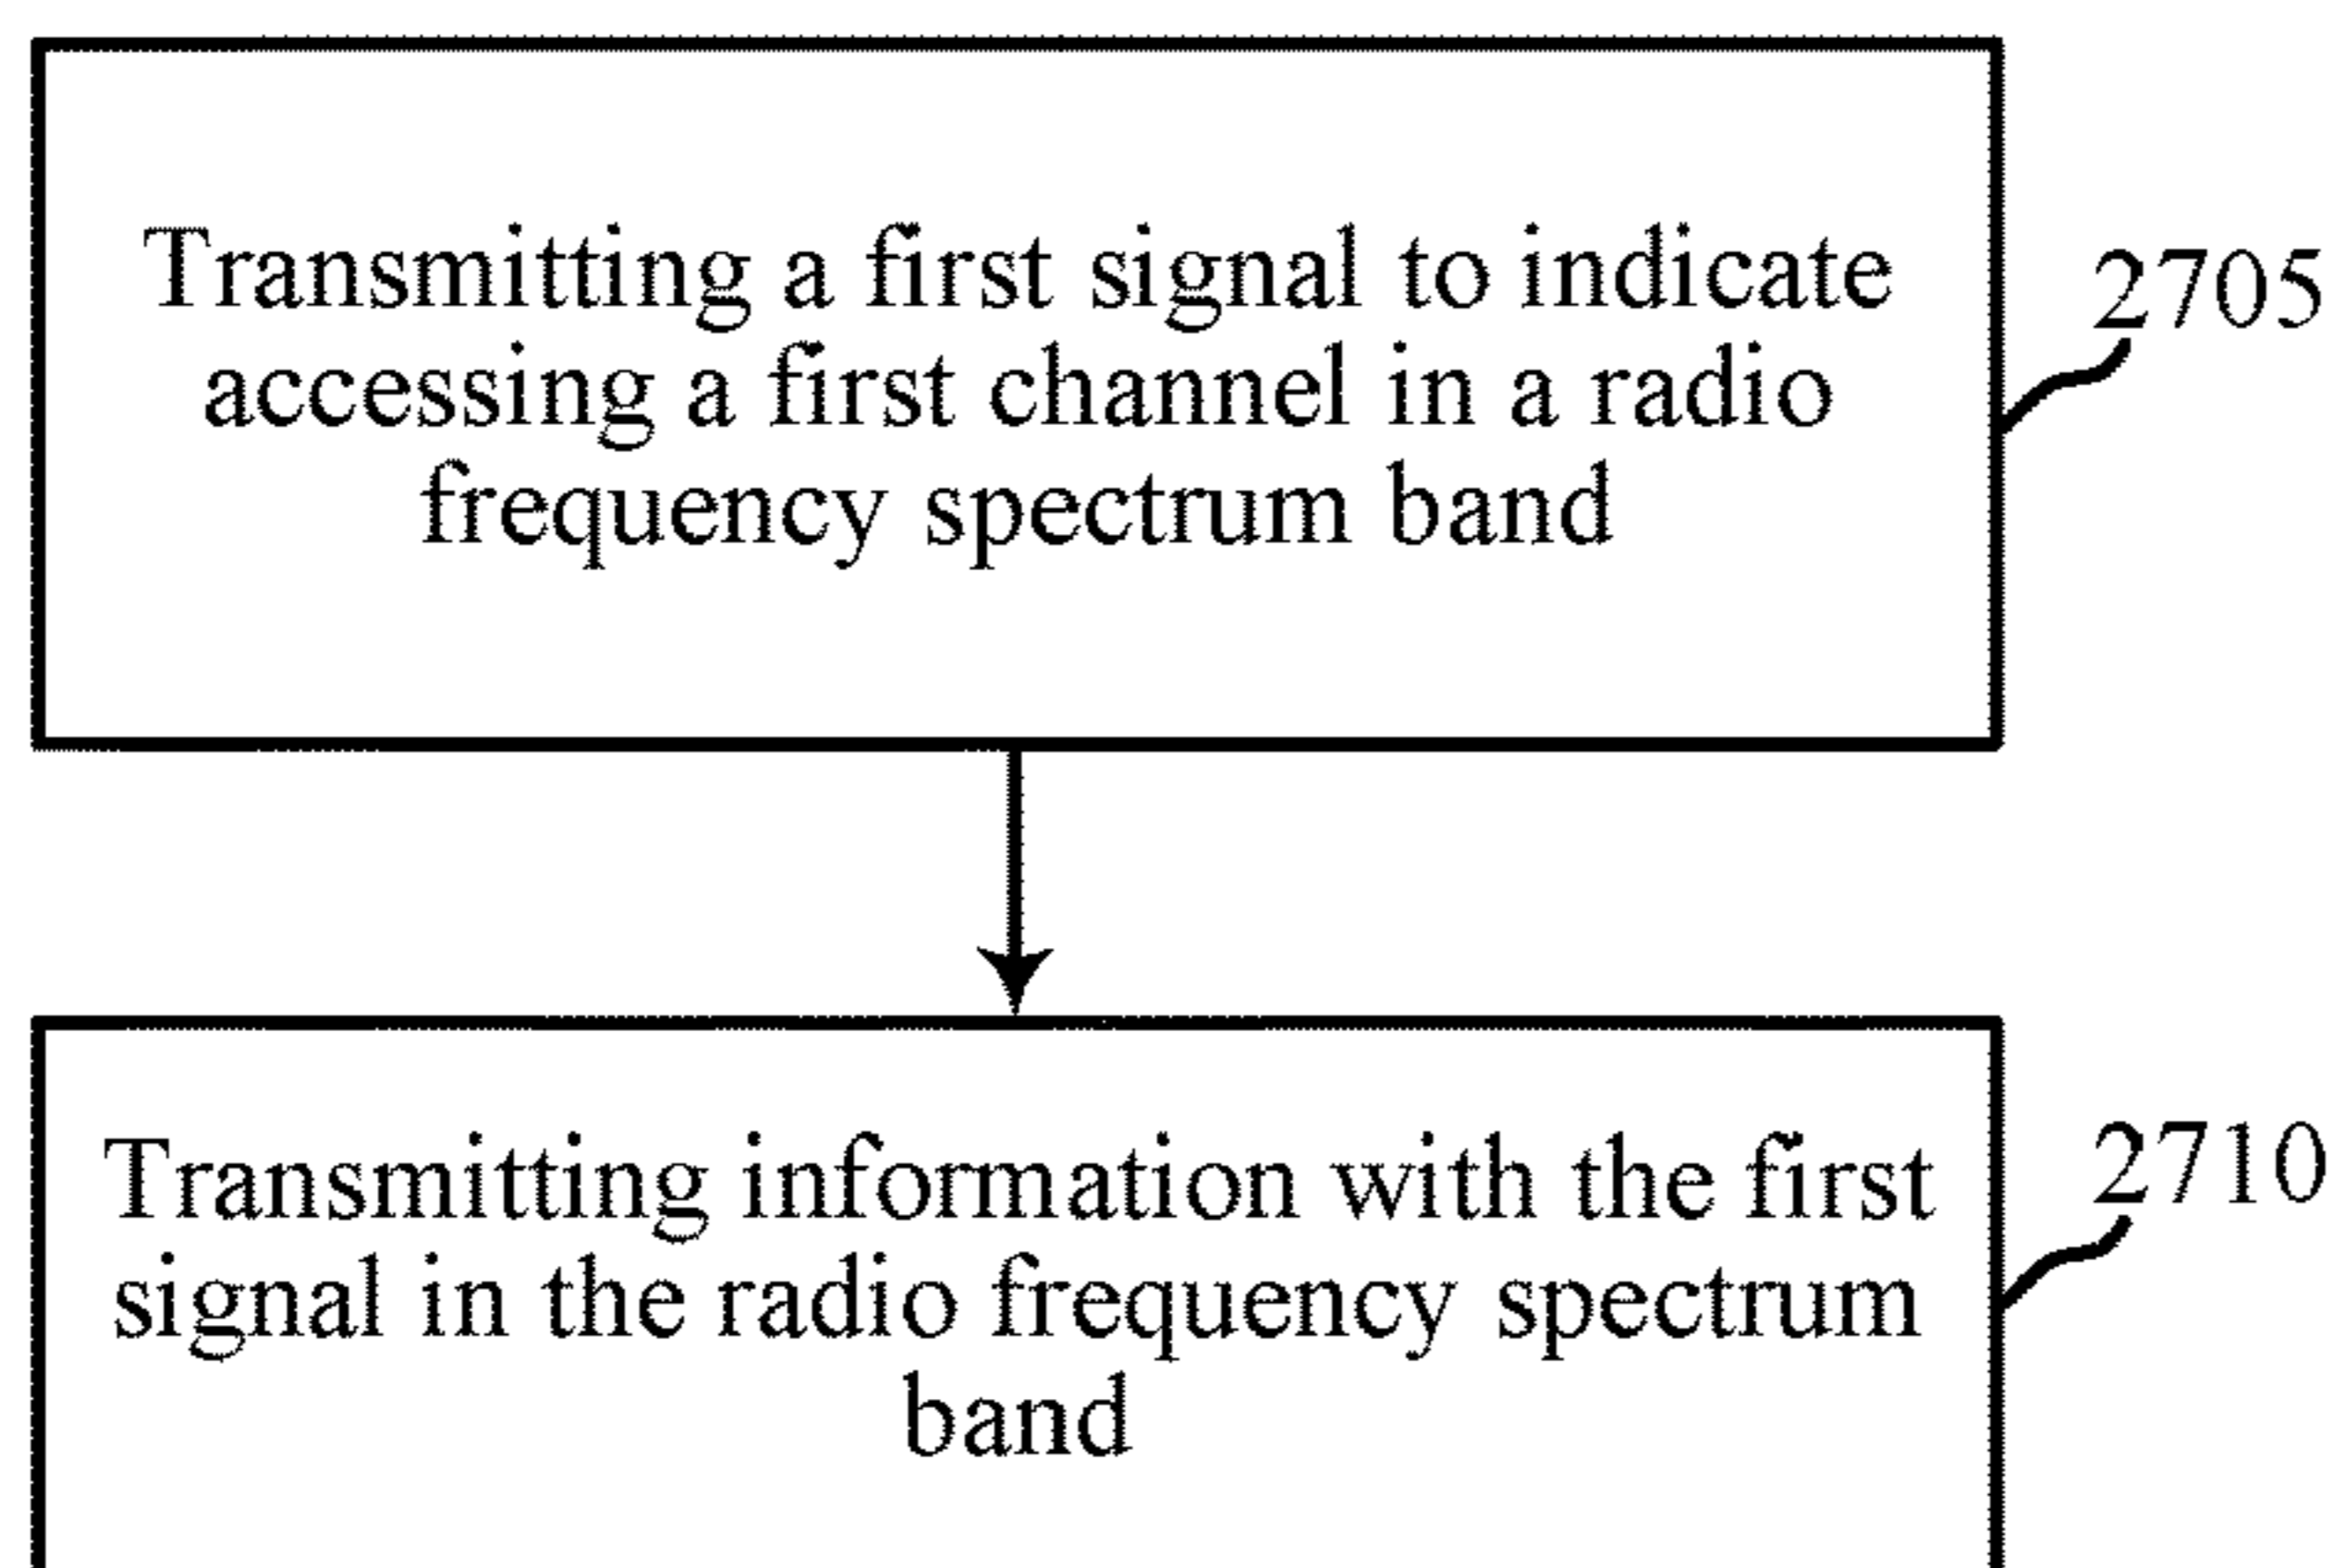 Transmitting a first signal to indicate
accessing a first channel in a radio
frequency spectrum band
2705
Transmitting information with the first
signal in the radio frequency spectrum
band
2710